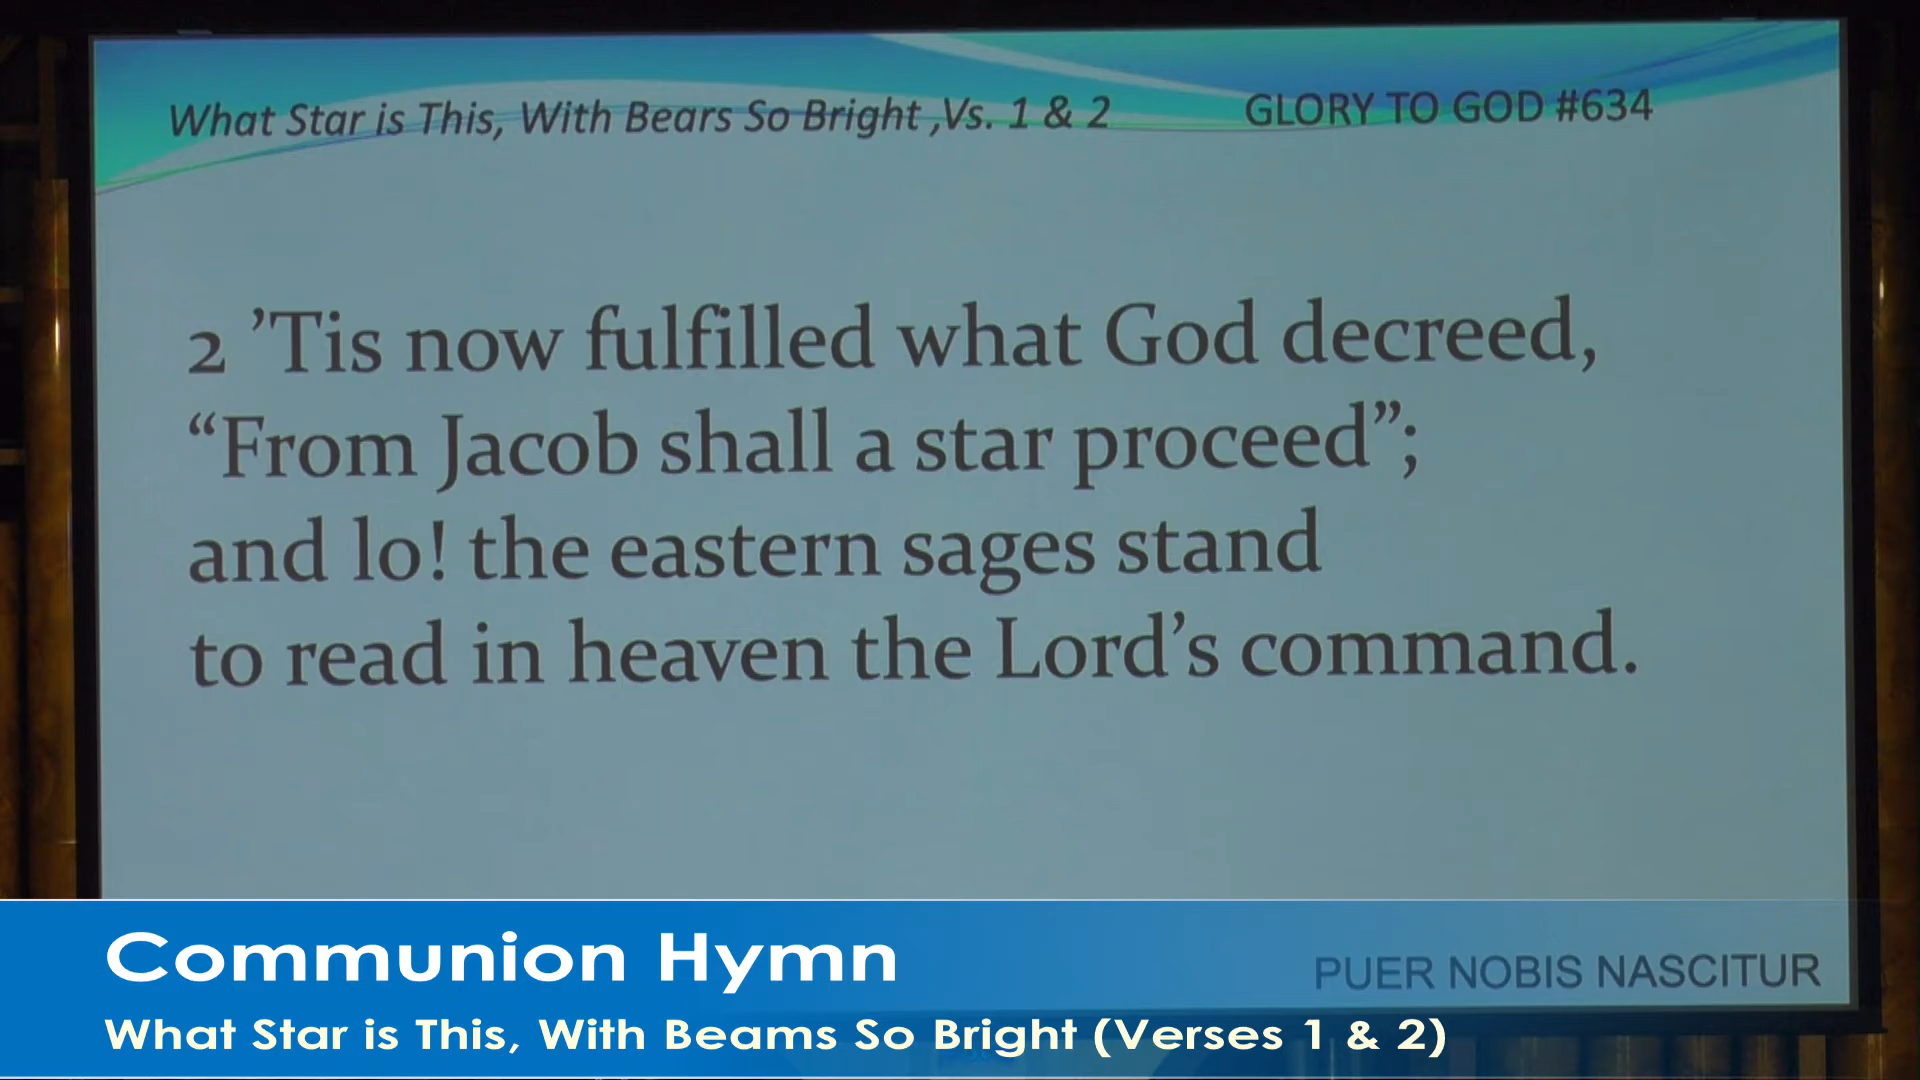 What Star is This, With Bears So Bright ,Vs. 1 & 2 GLORY TO GOD #634
2 ’Tis now fulfilled what God decreed,
“From Jacob shall a star proceed”;
and lo! the eastern sages stand
to read in heaven the Lord’s command.
PUER NOBIS NASCITUR
Communion Hymn
What Star is This, With Beams So Bright (Verses 1 & 2)